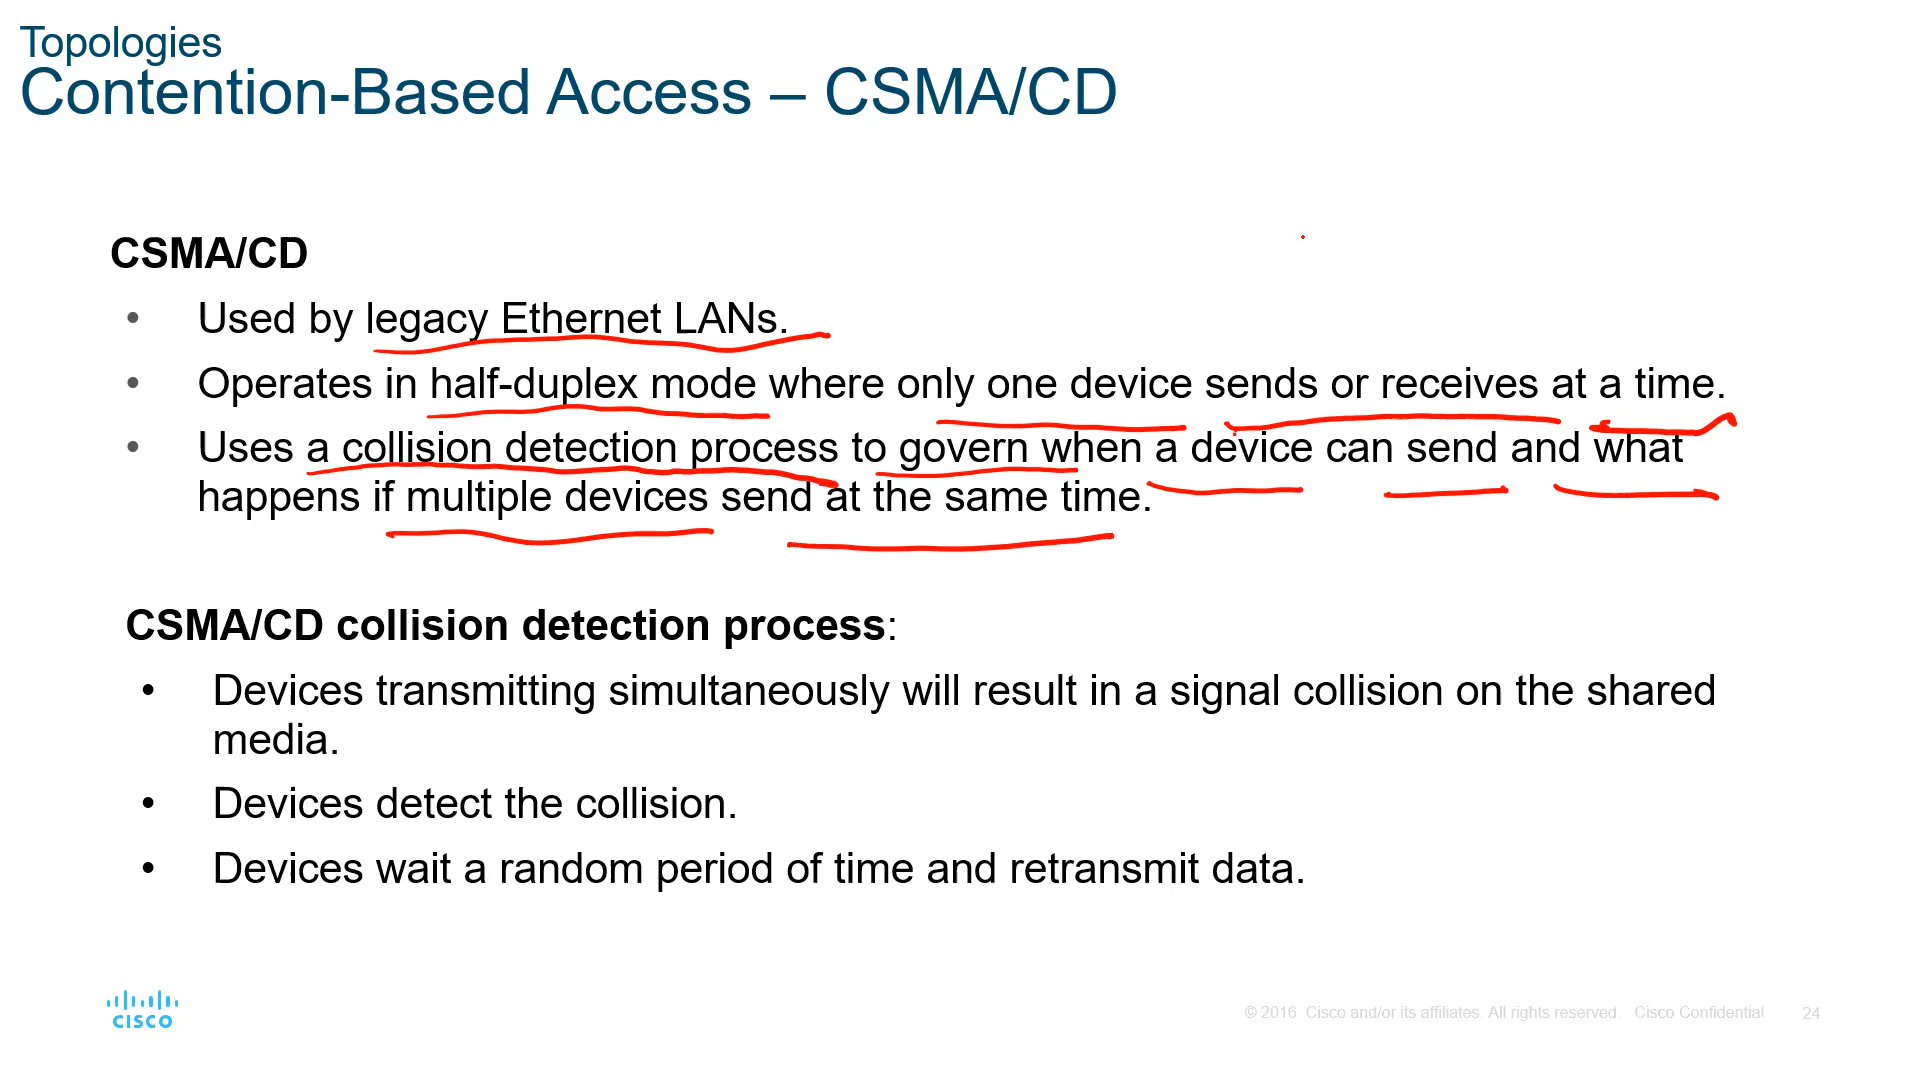 Topologies
Contention-Based Access – CSMA/CD
CSMA/CD
• Used by legacy Ethernet LANs.
• Operates in half-duplex mode where only one device sends or receives at a time.
• Uses a collision detection process to govern when a device can send and what
happens if multiple devices send at the same time.
CSMA/CD collision detection process:
• Devices transmitting simultaneously will result in a signal collision on the shared
media.
• Devices detect the collision.
• Devices wait a random period of time and retransmit data.
CISCO
© 2016 Cisco and/or its affiliates. All rights reserved. Cisco Confidential 24